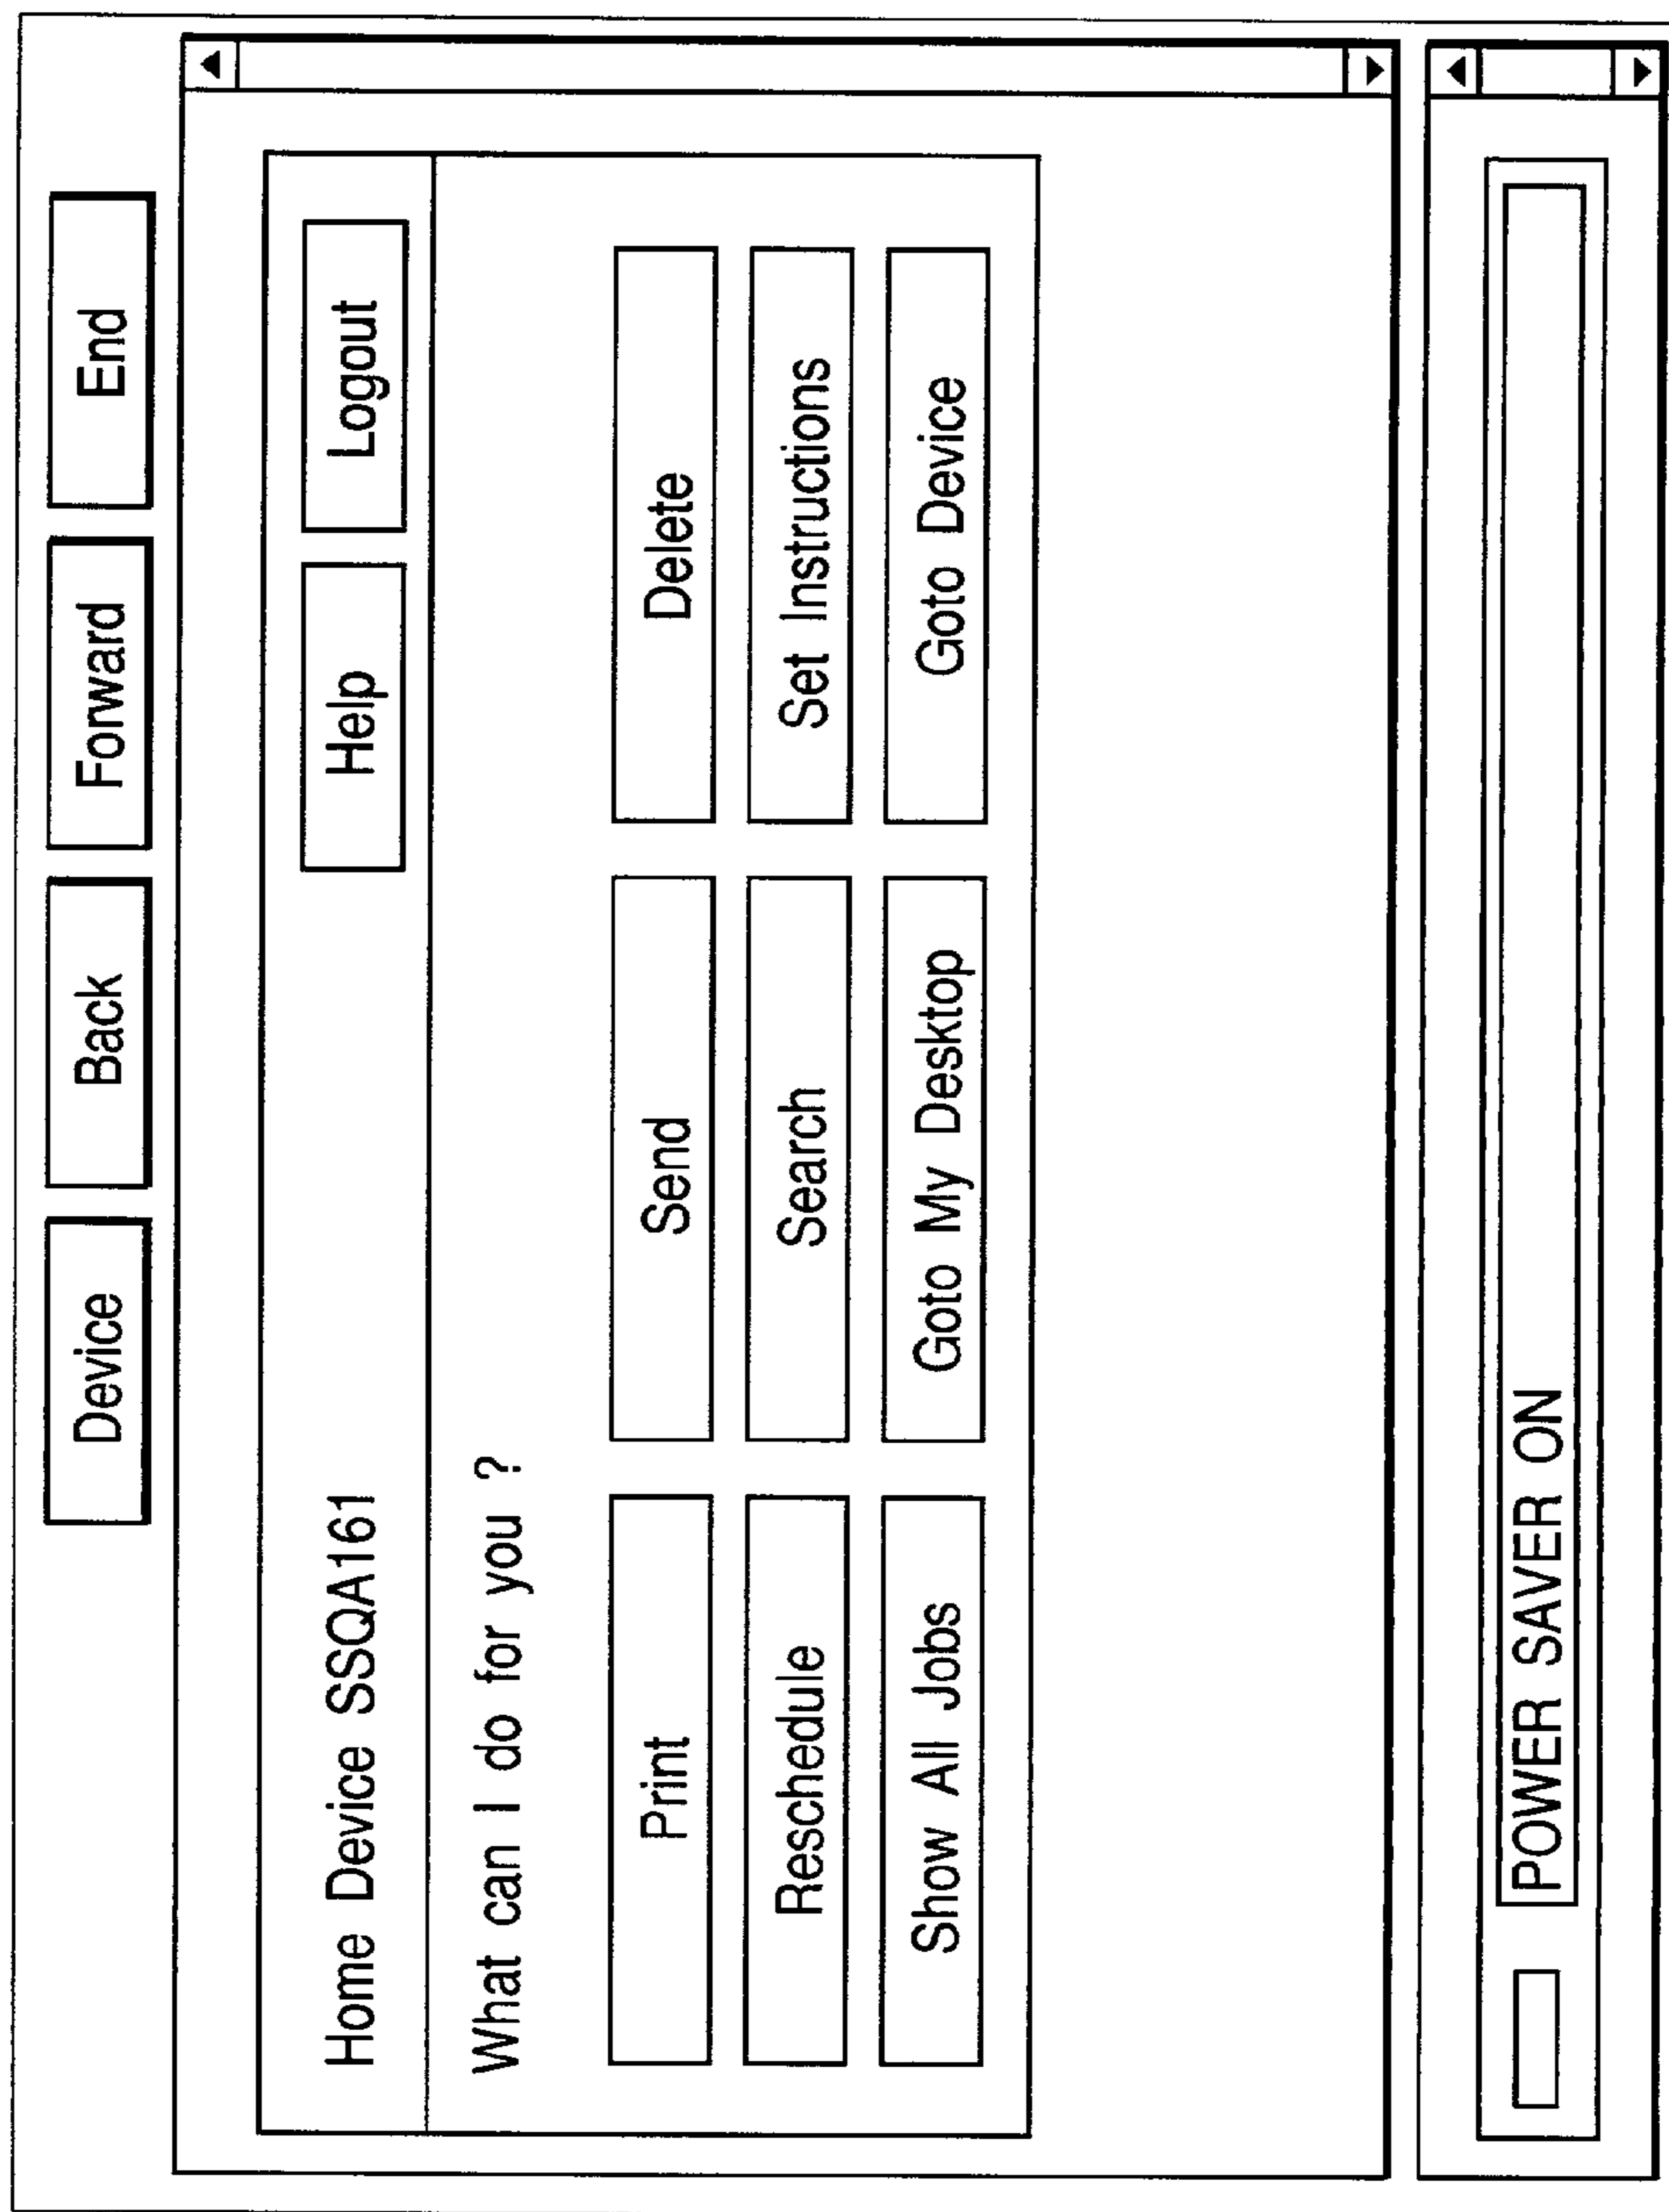 Device Back Forward End
Home Device SSQA161 Help Logout
What can I do for you ?
Print Send Delete
Reschedule Search Set Instructions
Show All Jobs Goto My Desktop Goto Device
POWER SAVER ON